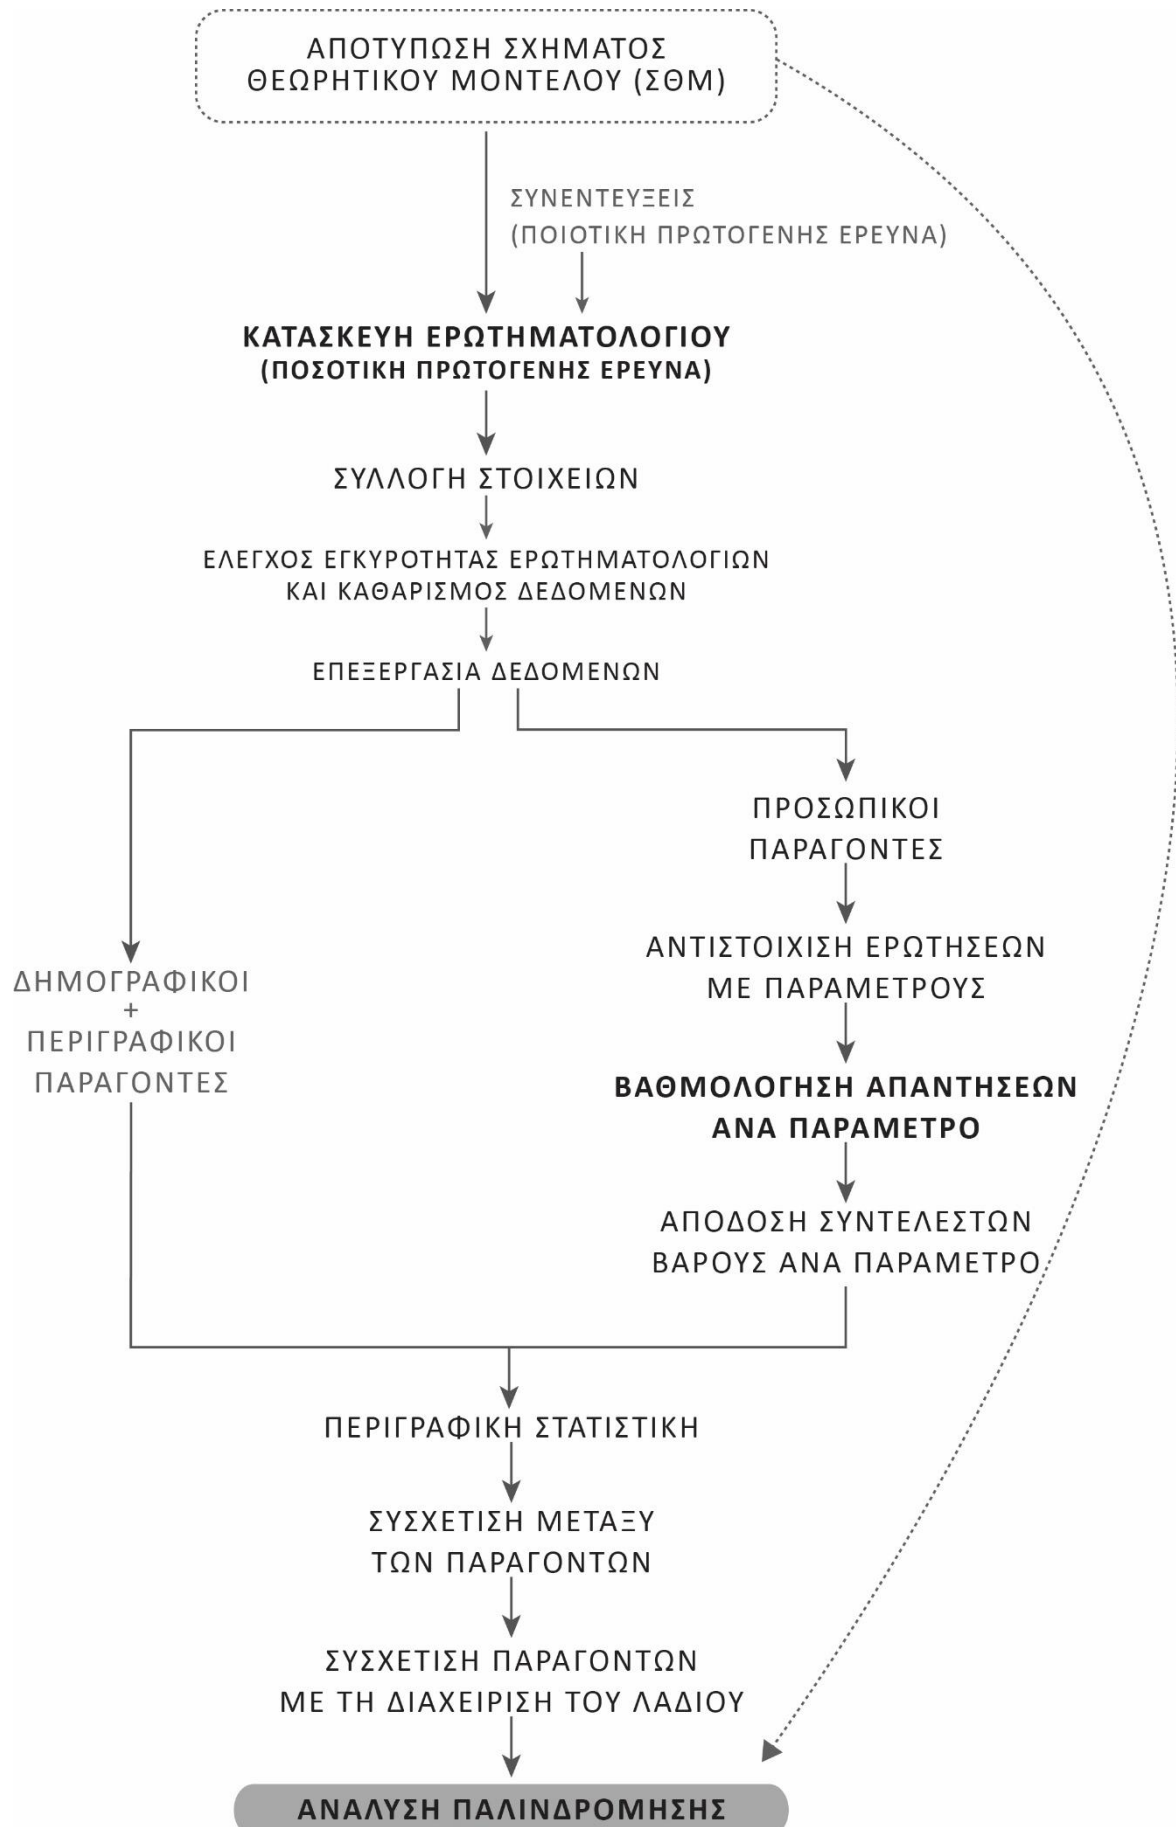 ΑΠΟΤΥΠΩΣΗ ΣΧΗΜΑΤΟΣ
ΘΕΩΡΗΤΙΚΟΥ ΜΟΝΤΕΛΟΥ (ΣΘΜ)
ΣΥΝΕΝΤΕΥΞΕΙΣ
(ΠΟΙΟΤΙΚΗ ΠΡΩΤΟΓΕΝΗΣ ΕΡΕΥΝΑ)
ΚΑΤΑΣΚΕΥΗ ΕΡΩΤΗΜΑΤΟΛΟΓΙΟΥ
(ΠΟΣΟΤΙΚΗ ΠΡΩΤΟΓΕΝΗΣ ΕΡΕΥΝΑ)
ΣΥΛΛΟΓΗ ΣΤΟΙΧΕΙΩΝ
ΕΛΕΓΧΟΣ ΕΓΚΥΡΟΤΗΤΑΣ ΕΡΩΤΗΜΑΤΟΛΟΓΙΩΝ
ΚΑΙ ΚΑΘΑΡΙΣΜΟΣ ΔΕΔΟΜΕΝΩΝ
ΕΠΕΞΕΡΓΑΣΙΑ ΔΕΔΟΜΕΝΩΝ
ΔΗΜΟΓΡΑΦΙΚΟΙ
+
ΠΕΡΙΓΡΑΦΙΚΟΙ
ΠΑΡΑΓΟΝΤΕΣ
ΠΡΟΣΩΠΙΚΟΙ
ΠΑΡΑΓΟΝΤΕΣ
ΑΝΤΙΣΤΟΙΧΙΣΗ ΕΡΩΤΗΣΕΩΝ
ΜΕ ΠΑΡΑΜΕΤΡΟΥΣ
ΒΑΘΜΟΛΟΓΗΣΗ ΑΠΑΝΤΗΣΕΩΝ
ΑΝΑ ΠΑΡΑΜΕΤΡΟ
ΑΠΟΔΟΣΗ ΣΥΝΤΕΛΕΣΤΩΝ
ΒΑΡΟΥΣ ΑΝΑ ΠΑΡΑΜΕΤΡΟ
ΠΕΡΙΓΡΑΦΙΚΗ ΣΤΑΤΙΣΤΙΚΗ
ΣΥΣΧΕΤΙΣΗ ΜΕΤΑΞΥ
ΤΩΝ ΠΑΡΑΓΟΝΤΩΝ
ΣΥΣΧΕΤΙΣΗ ΠΑΡΑΓΟΝΤΩΝ
ΜΕ ΤΗ ΔΙΑΧΕΙΡΙΣΗ ΤΟΥ ΛΑΔΙΟΥ
ΑΝΑΛΥΣΗ ΠΑΛΙΝΔΡΟΜΗΣΗΣ